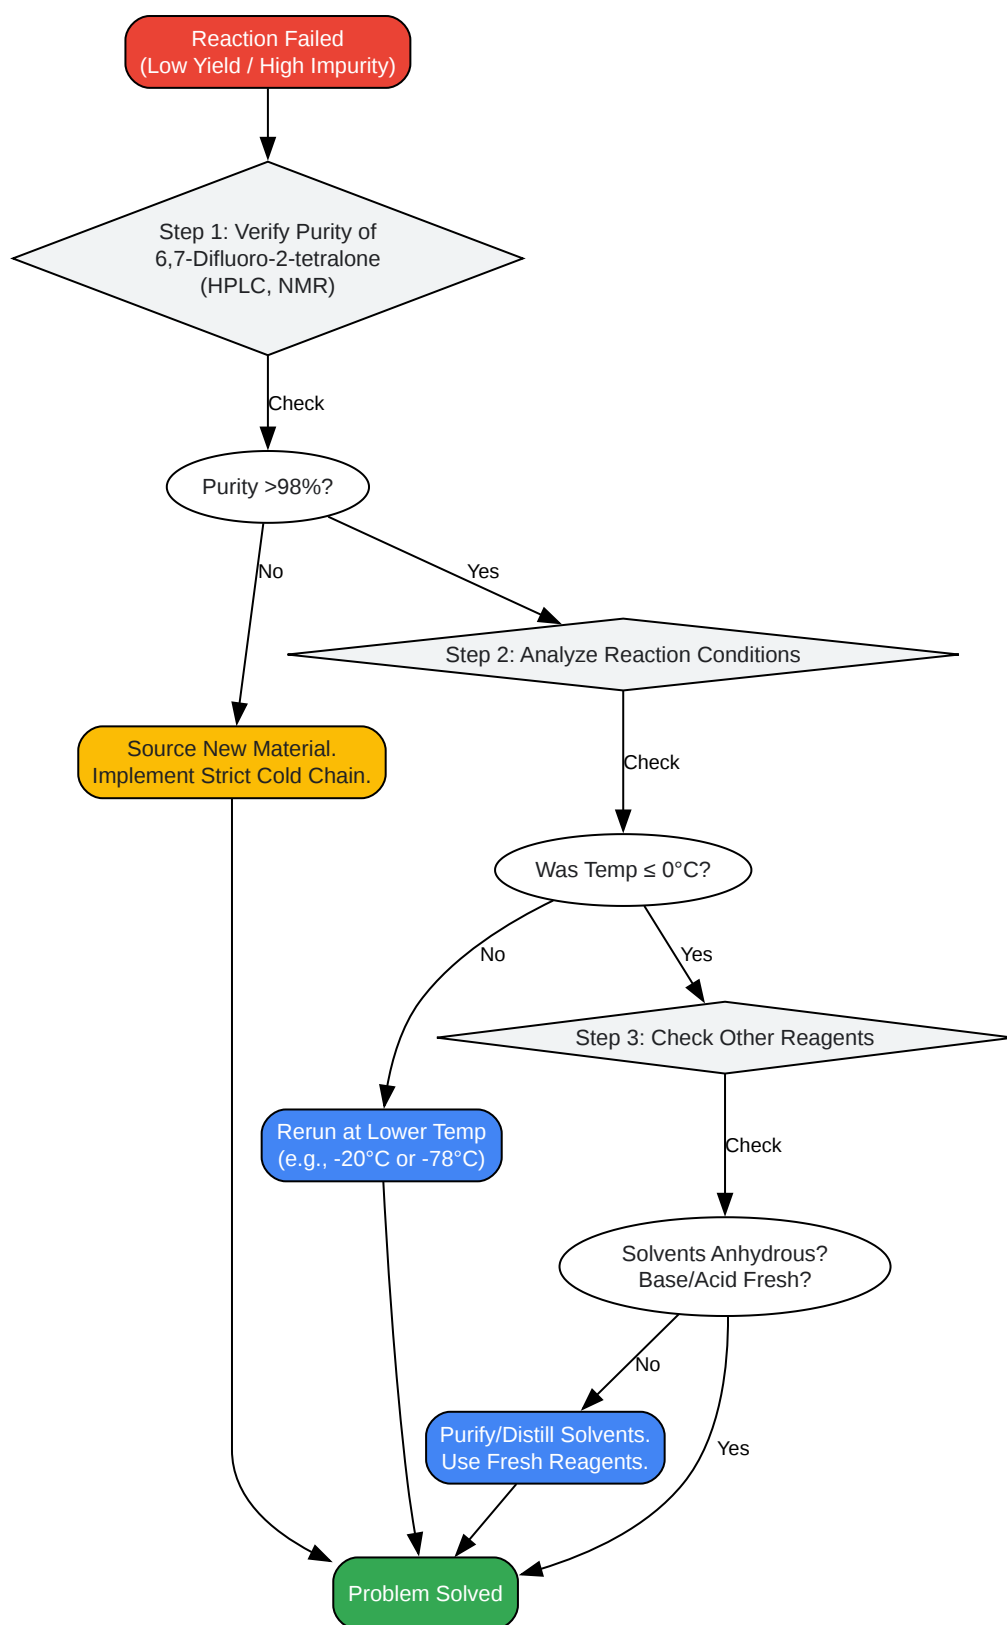 Reaction Failed
(Low Yield / High Impurity)
Step 1: Verify Purity of
6,7-Difluoro-2-tetralone
(HPLC, NMR)
Check
Purity >98%?
No
Yes
Step 2: Analyze Reaction Conditions
Source New Material.
Implement Strict Cold Chain.
Check
Was Temp ≤ 0°C?
No
Yes
Step 3: Check Other Reagents
Rerun at Lower Temp
(e.g., -20°C or -78°C)
Check
Solvents Anhydrous?
Base/Acid Fresh?
No
Purify/Distill Solvents.
Use Fresh Reagents.
Yes
Problem Solved